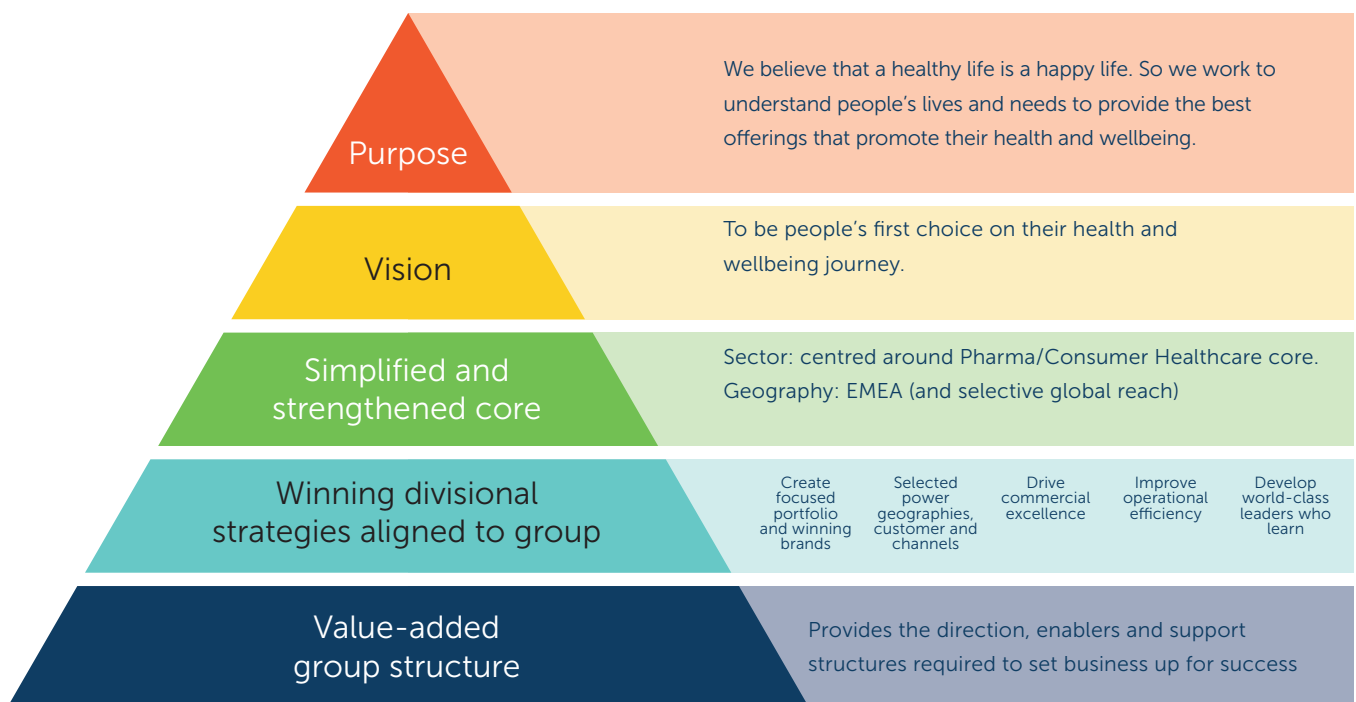 Purpose
We believe that a healthy life is a happy life. So we work to
understand people’s lives and needs to provide the best
offerings that promote their health and wellbeing.
Vision
To be people’s first choice on their health and
wellbeing journey.
Simplified and
strengthened core
Sector: centred around Pharma/Consumer Healthcare core.
Geography: EMEA (and selective global reach)
Winning divisional
strategies aligned to group
Create
focused
portfolio
and winning
brands
Selected
power
geographies,
customer and
channels
Drive
commercial
excellence
Improve
operational
efficiency
Develop
world-class
leaders who
learn
Value-added
group structure
Provides the direction, enablers and support
structures required to set business up for success